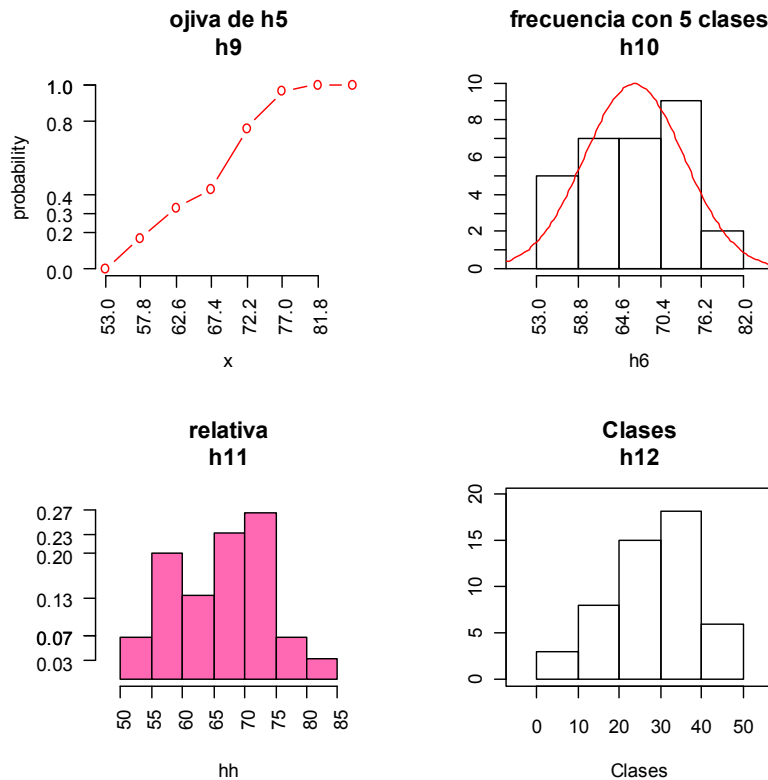 ojiva de h5
h9
probability
1.0
0.8
0.4
0.3
0.2
0.0
53.0 57.8 62.6 67.4 72.2 77.0 81.8
x
frecuencia con 5 clases
h10
10
8
6
4
2
0
53.0 58.8 64.6 70.4 76.2 82.0
h6
relativa
h11
0.27
0.23
0.20
0.13
0.07
0.03
50 55 60 65 70 75 80 85
hh
Clases
h12
20
15
10
5
0
0 10 20 30 40 50
Clases